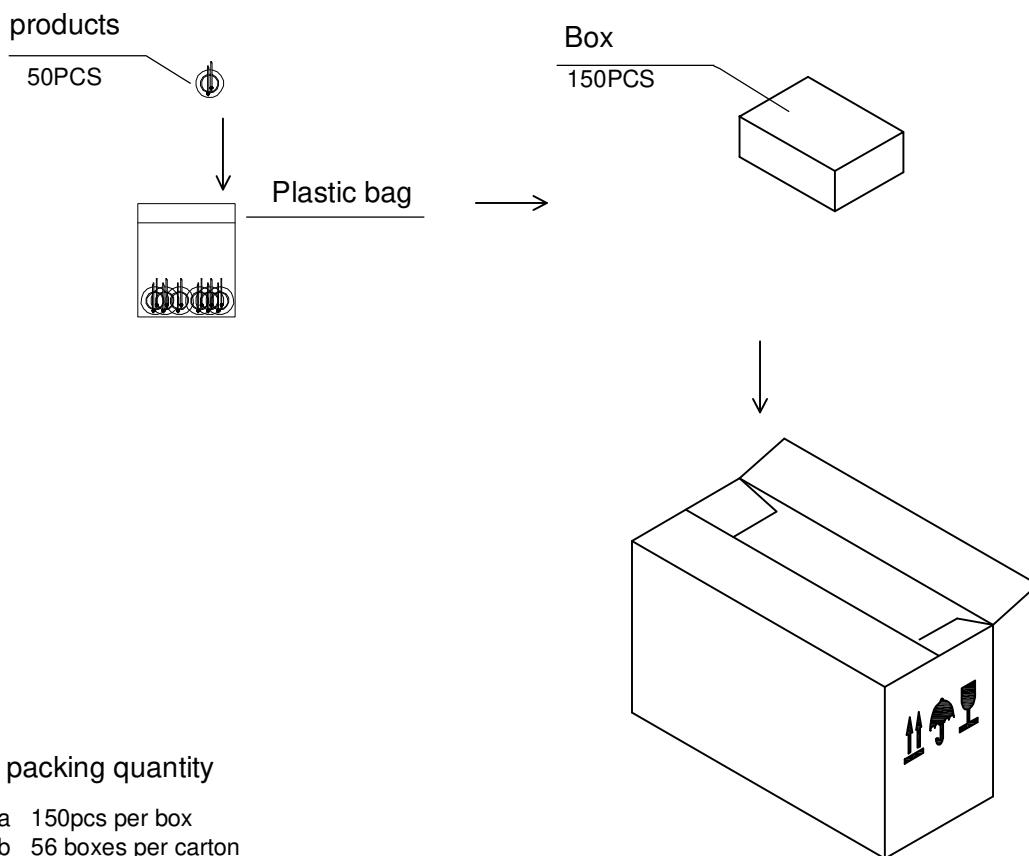 products
50PCS
Box
150PCS
Plastic bag
packing quantity
a 150pcs per box
b 56 boxes per carton